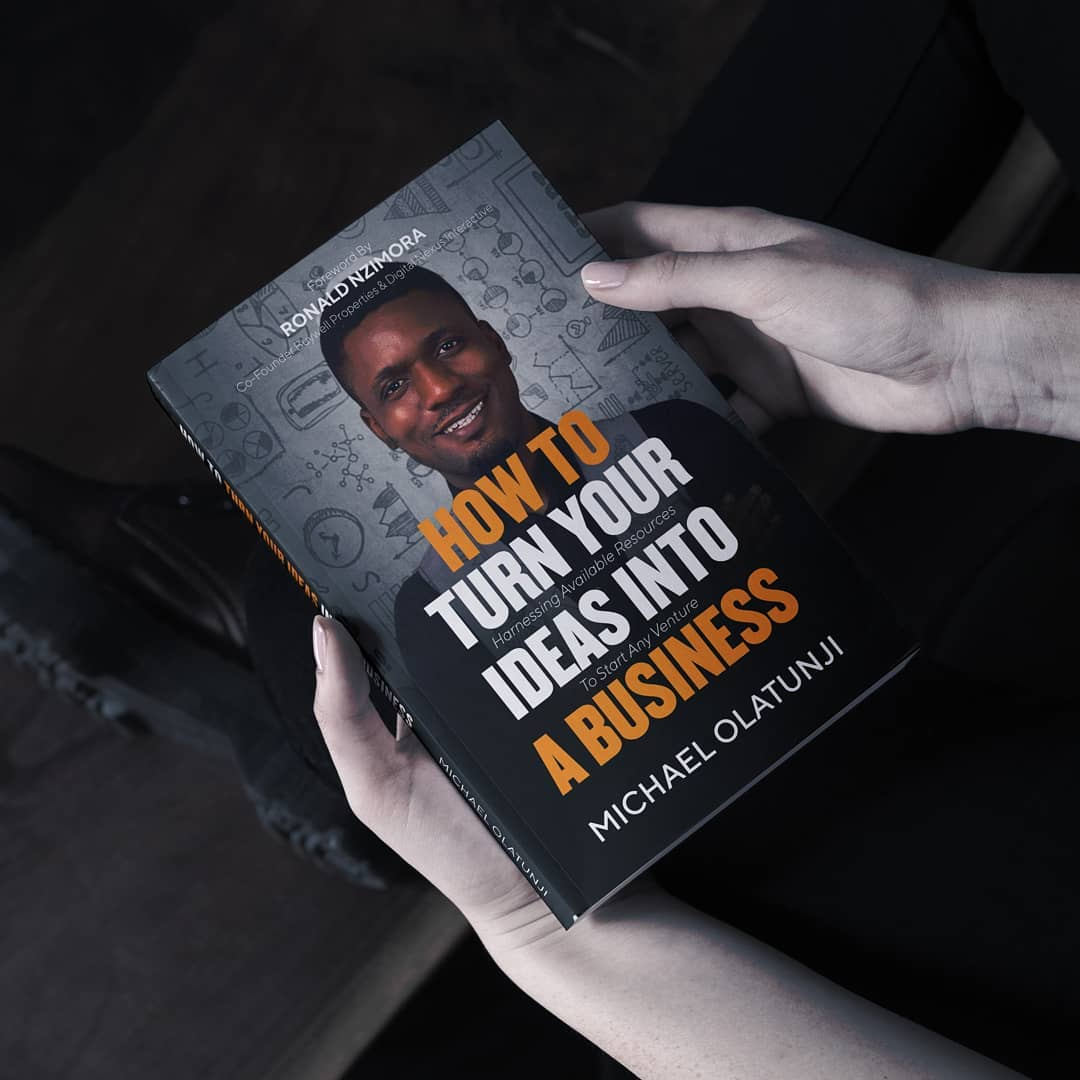 Foreword By
RONALD NZIMORA
Co-Founder Buywell Properties & Digital Nexus Interactive
HOW TO
TURN YOUR
Harnessing Available Resources
IDEAS INTO
To Start Any Venture
A BUSINESS
MICHAEL OLATUNJI
HOW TO TURN YOUR IDEAS
BUSINESS
MICHAEL OLATUNJI